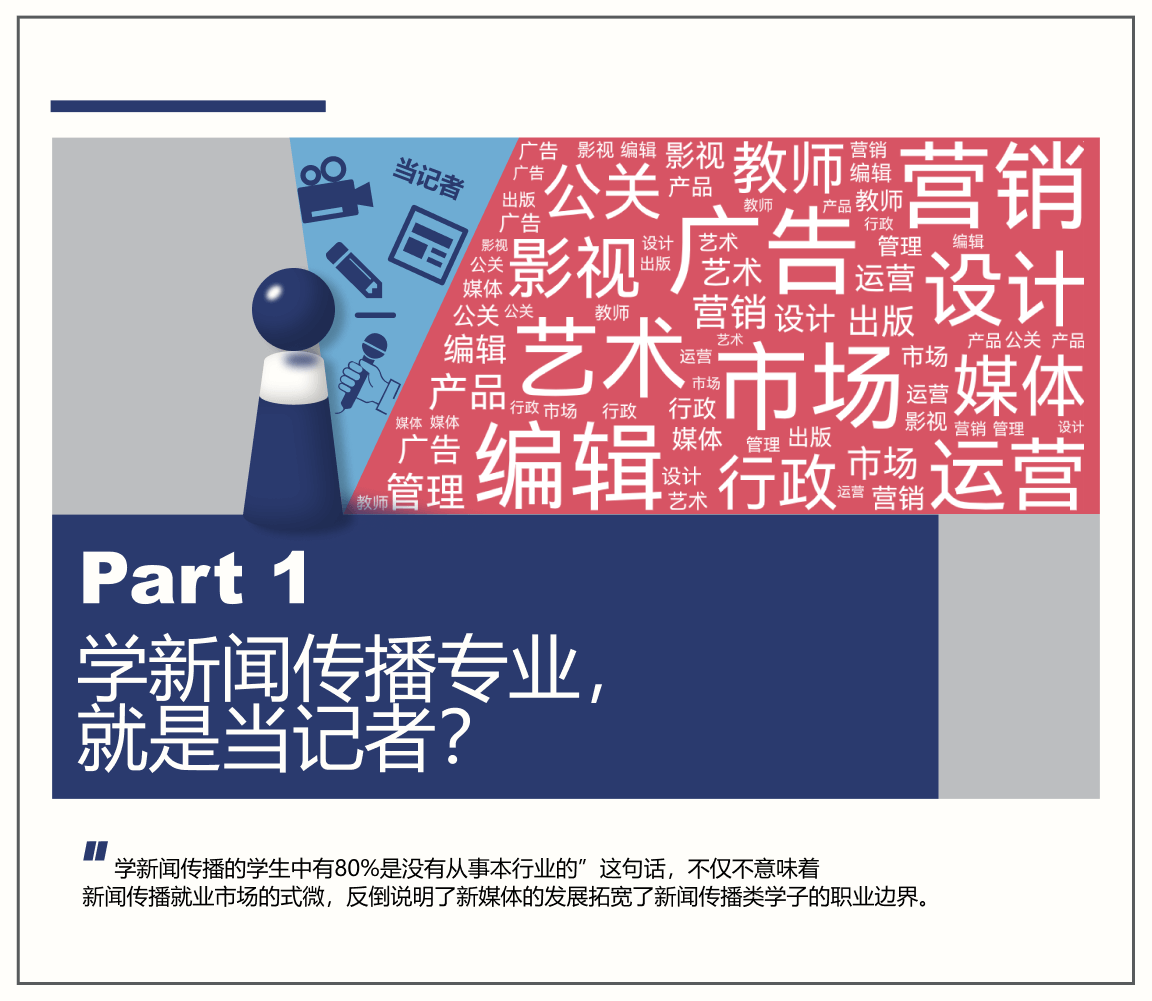 当记者
广告 影视 编辑 影视 教师 营销 营销
广告 公关 产品 编辑
出版 教师 产品 教师
广告 广告 行政
影视 影视 设计 艺术 管理 编辑
公关 出版 艺术 运营 设计
媒体
公关 公关 教师 营销 设计 出版
编辑 艺术 运营 艺术 市场 市场 产品 公关 产品
产品 市场 运营 媒体
行政 市场 行政 行政 影视
媒体 媒体 媒体 管理 出版 营销 管理 设计
广告 编辑 设计 行政 市场 运营
教师 管理 艺术 运营 营销
Part 1
学新闻传播专业，
就是当记者？
"学新闻传播的学生中有80%是没有从事本行业的”这句话，不仅不意味着
新闻传播就业市场的式微，反倒说明了新媒体的发展拓宽了新闻传播类学子的职业边界。